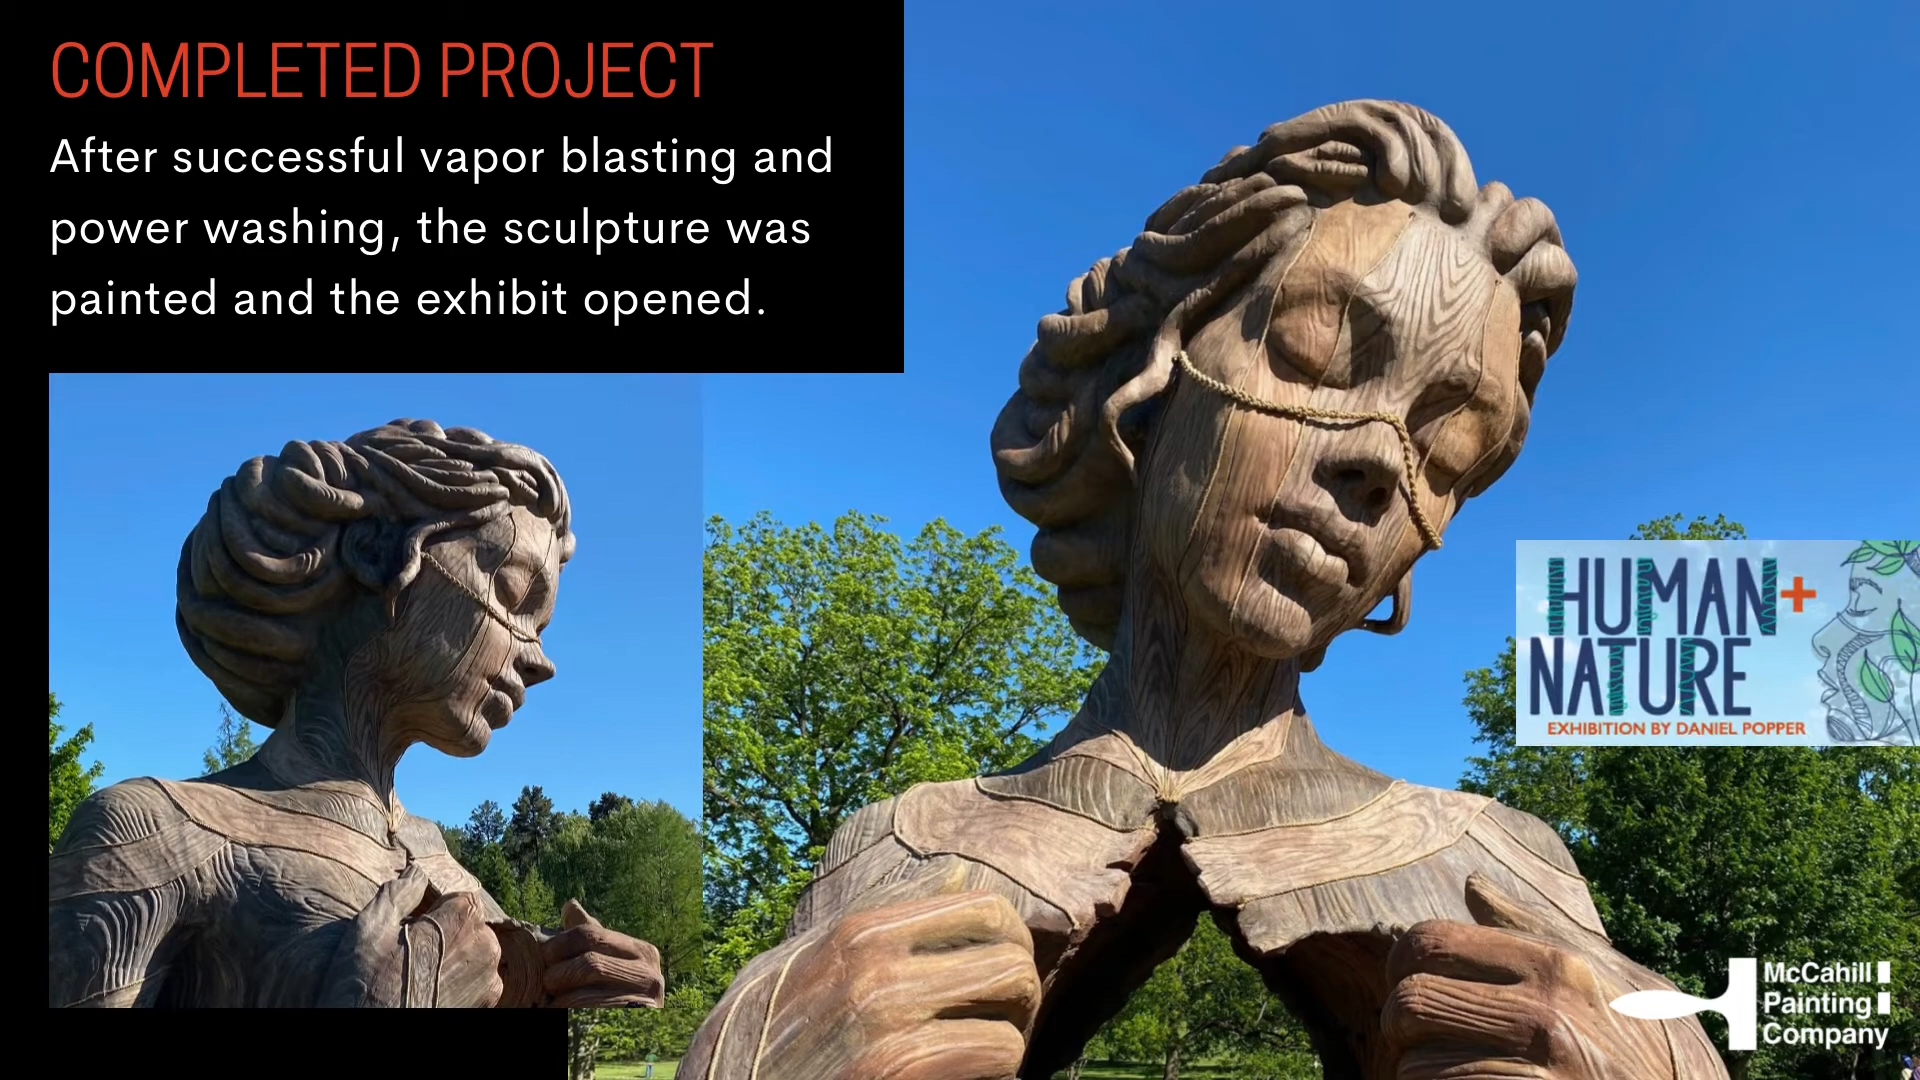 COMPLETED PROJECT
After successful vapor blasting and
power washing, the sculpture was
painted and the exhibit opened.
HUMAN+
NATURE
EXHIBITION BY DANIEL POPPER
McCahill
Painting
Company